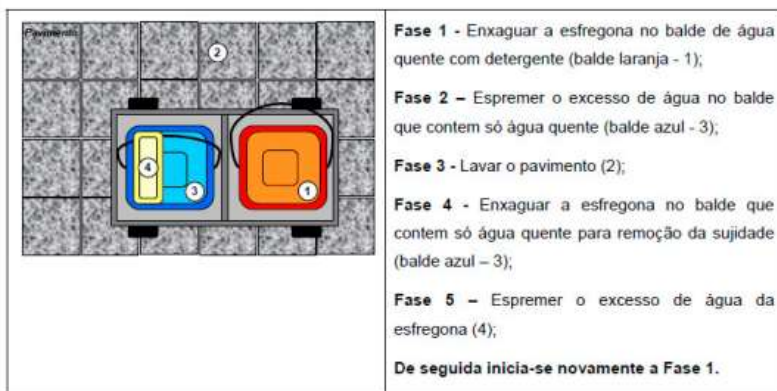 Pavimento
2
4
3
1
Fase 1 - Enxaguar a esfregona no balde de água
quente com detergente (balde laranja - 1);
Fase 2 – Espremer o excesso de água no balde
que contem só água quente (balde azul - 3);
Fase 3 - Lavar o pavimento (2);
Fase 4 - Enxaguar a esfregona no balde que
contem só água quente para remoção da sujidade
(balde azul – 3);
Fase 5 – Espremer o excesso de água da
esfregona (4);
De seguida inicia-se novamente a Fase 1.